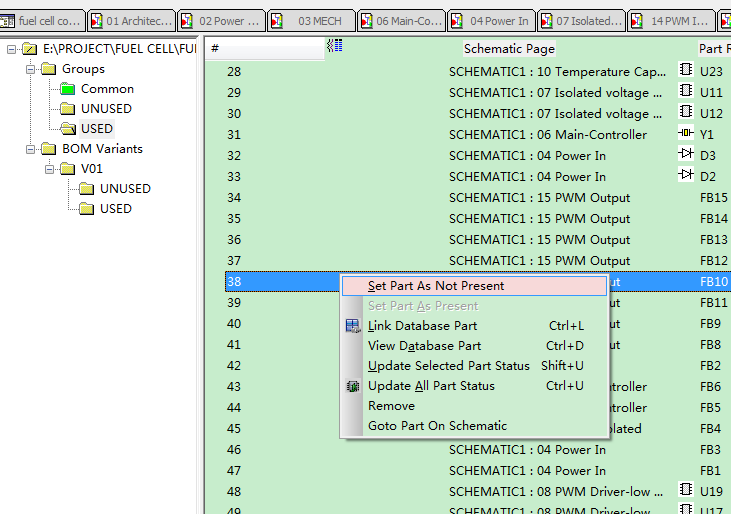 fuel cell co...
01 Architec...
02 Power ...
03 MECH
06 Main-Co...
04 Power In
07 Isolated...
14 PWM I...
E:\PROJECT\FUEL CELL\FUI
Groups
Common
UNUSED
USED
BOM Variants
V01
UNUSED
USED
# Schematic Page Part R
28 SCHEMATIC1 : 10 Temperature Cap... U23
29 SCHEMATIC1 : 07 Isolated voltage ... U11
30 SCHEMATIC1 : 07 Isolated voltage ... U12
31 SCHEMATIC1 : 06 Main-Controller Y1
32 SCHEMATIC1 : 04 Power In D3
33 SCHEMATIC1 : 04 Power In D2
34 SCHEMATIC1 : 15 PWM Output FB15
35 SCHEMATIC1 : 15 PWM Output FB14
36 SCHEMATIC1 : 15 PWM Output FB13
37 SCHEMATIC1 : 15 PWM Output FB12
38 ut FB10
39 ut FB11
40 ut FB9
41 ut FB8
42 FB2
43 troller FB6
44 troller FB5
45 olated FB4
46 SCHEMATIC1 : 04 Power In FB3
47 SCHEMATIC1 : 04 Power In FB1
48 SCHEMATIC1 : 08 PWM Driver-low ... U19
49 SCHEMATIC1 : 08 PWM Driver-low ... U17
Set Part As Not Present
Set Part As Present
Link Database Part Ctrl+L
View Database Part Ctrl+D
Update Selected Part Status Shift+U
Update All Part Status Ctrl+U
Remove
Goto Part On Schematic